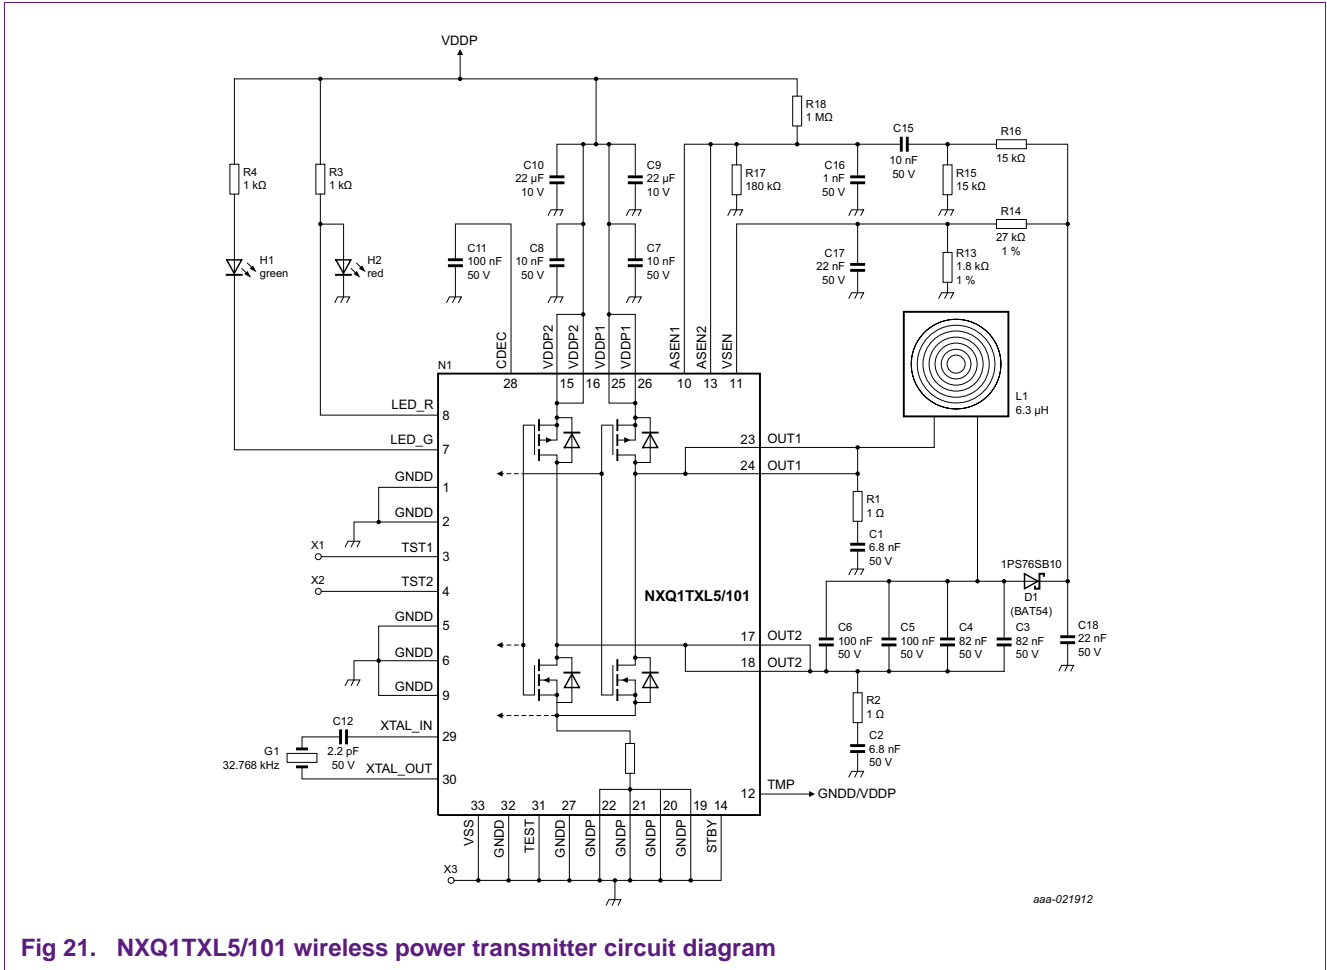 VDDP
R18
1 MΩ
R4
1 kΩ
R3
1 kΩ
C10
22 µF
10 V
C9
22 µF
10 V
R17
180 kΩ
C16
1 nF
50 V
C15
10 nF
50 V
R15
15 kΩ
R16
15 kΩ
R14
27 kΩ
1 %
H1
green
H2
red
C11
100 nF
50 V
C8
10 nF
50 V
C7
10 nF
50 V
C17
22 nF
50 V
R13
1.8 kΩ
1 %
N1
CDEC
VDDP2
VDDP2
VDDP1
VDDP1
ASEN1
ASEN2
VSEN
28
15
16
25
26
10
13
11
L1
6.3 µH
LED_R
8
LED_G
7
GNDD
1
GNDD
2
X1
TST1
3
X2
TST2
4
GNDD
5
GNDD
6
GNDD
9
XTAL_IN
29
XTAL_OUT
30
C12
2.2 pF
50 V
G1
32.768 kHz
23
OUT1
24
OUT1
R1
1 Ω
C1
6.8 nF
50 V
NXQ1TXL5/101
1PS76SB10
D1
(BAT54)
17
OUT2
18
OUT2
C6
100 nF
50 V
C5
100 nF
50 V
C4
82 nF
50 V
C3
82 nF
50 V
C18
22 nF
50 V
R2
1 Ω
C2
6.8 nF
50 V
12
TMP
GNDD/VDDP
33
32
31
27
22
21
20
19
14
VSS
GNDD
TEST
GNDD
GNDP
GNDP
GNDP
GNDP
STBY
X3
aaa-021912
Fig 21. NXQ1TXL5/101 wireless power transmitter circuit diagram